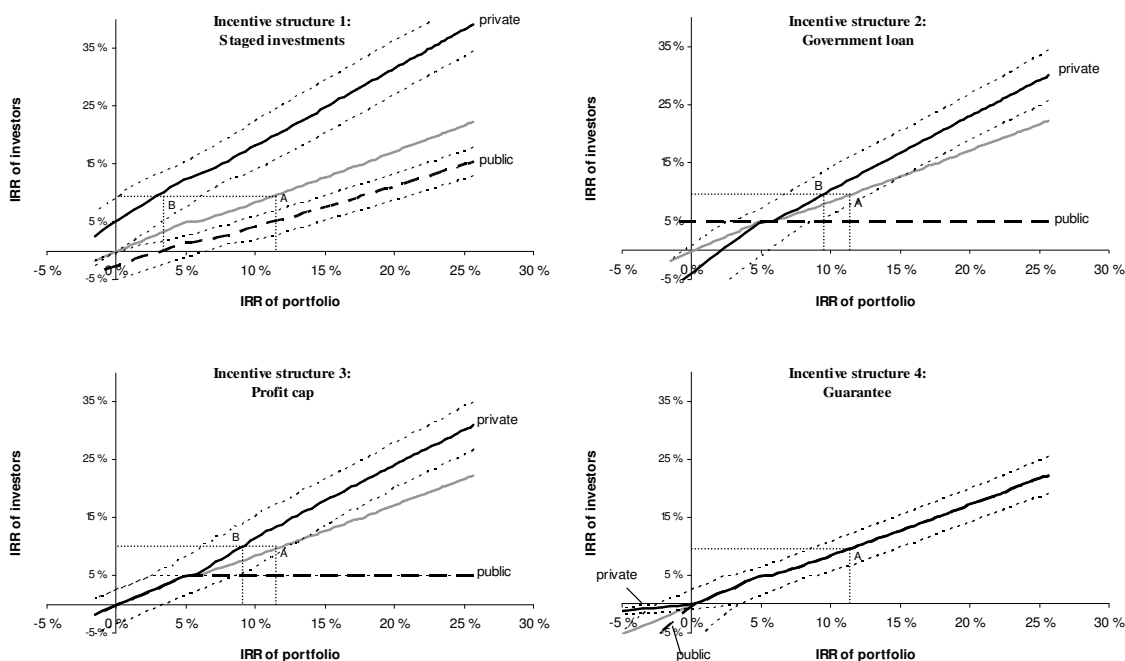 Incentive structure 1:
Staged investments
IRR of investors
35 %
25 %
15 %
5 %
-5 %
private
public
A
B
-5 % 0 % 5 % 10 % 15 % 20 % 25 % 30 %
IRR of portfolio
Incentive structure 2:
Government loan
IRR of investors
35 %
25 %
15 %
5 %
-5 %
private
public
B
A
-5 % 0 % 5 % 10 % 15 % 20 % 25 % 30 %
IRR of portfolio
Incentive structure 3:
Profit cap
IRR of investors
35 %
25 %
15 %
5 %
-5 %
private
public
B
A
-5 % 0 % 5 % 10 % 15 % 20 % 25 % 30 %
IRR of portfolio
Incentive structure 4:
Guarantee
IRR of investors
35 %
25 %
15 %
5 %
-5 %
private
public
A
-5 % 0 % 5 % 10 % 15 % 20 % 25 % 30 %
IRR of portfolio